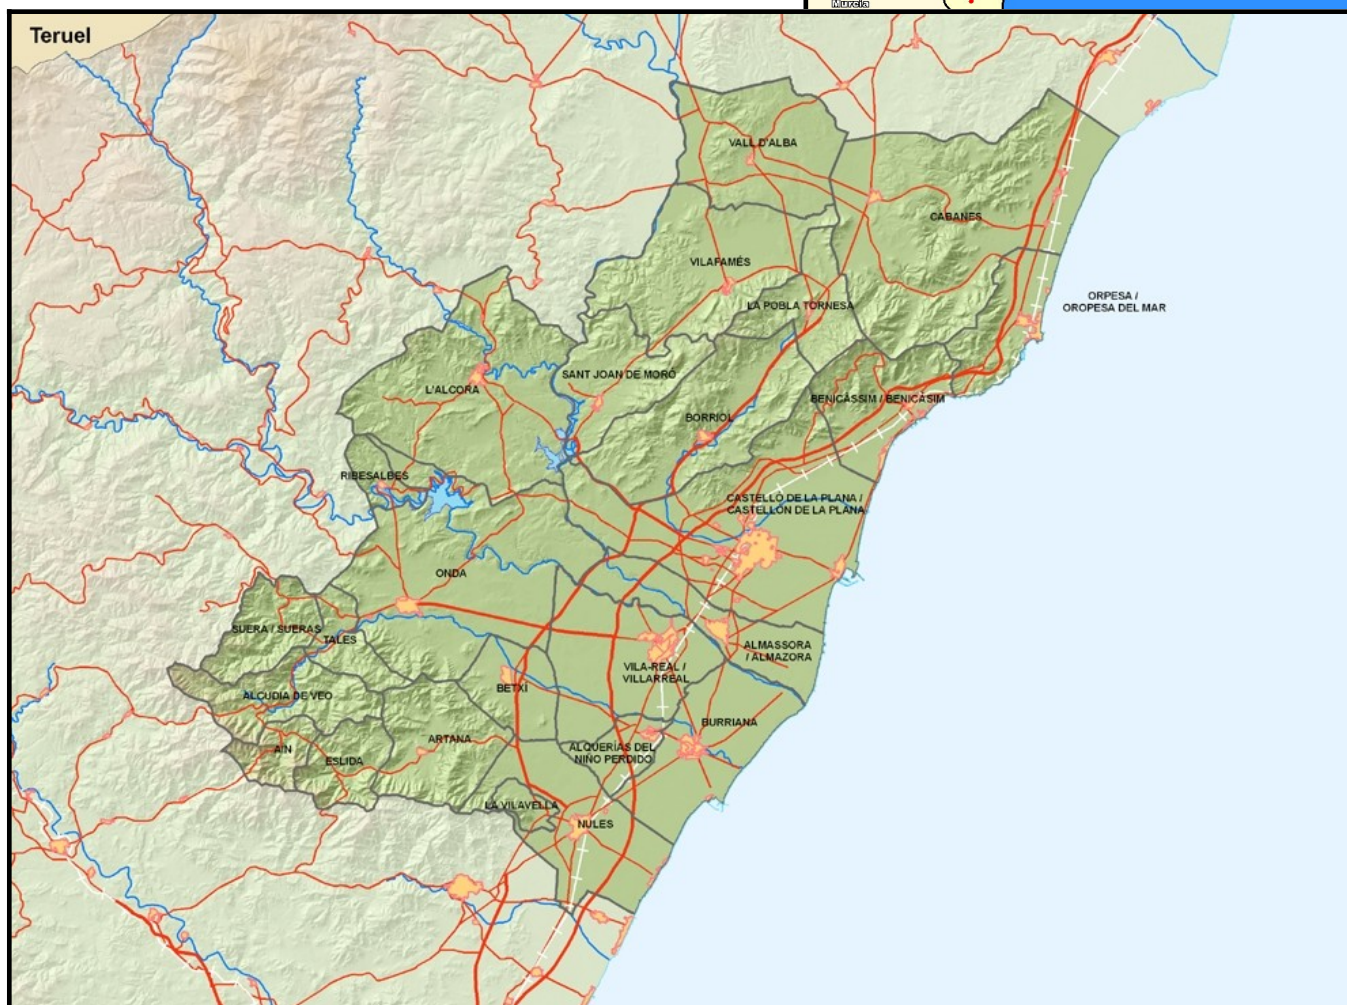 Murcia
Teruel
VALL D'ALBA
CABANES
VILAFAMÉS
LA POBLA TORNESA
ORPESA /
OROPESA DEL MAR
SANT JOAN DE MORÓ
L'ALCORA
BENICÀSSIM / BENICASIM
BORRIOL
RIBESALBES
CASTELLÓ DE LA PLANA /
CASTELLÓN DE LA PLANA
ONDA
SUERA / SUERAS
TALES
ALMASSORA
/ ALMAZORA
VILA-REAL /
VILLARREAL
BETXÍ
ALCUDIA DE VEO
BURRIANA
ARTANA
AIN
ESLIDA
ALQUERÍAS DEL
NIÑO PERDIDO
LA VILAVELLA
NULES